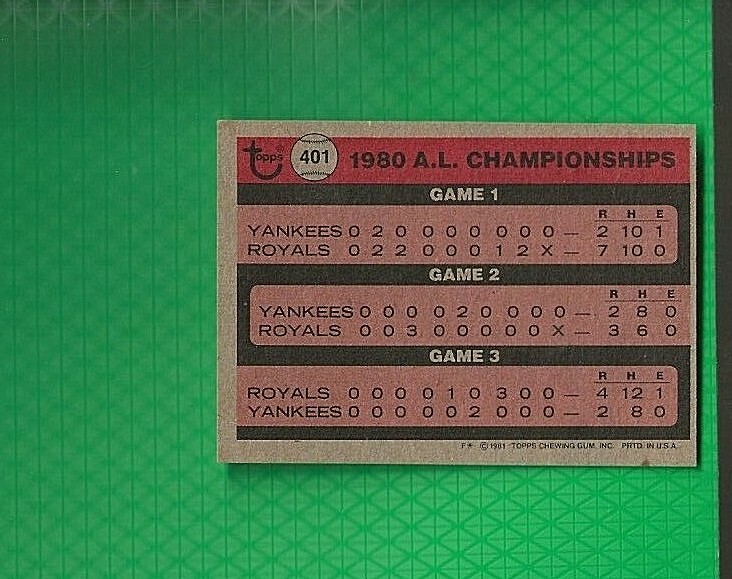 Topps® 401 1980 A.L. CHAMPIONSHIPS
GAME 1
R H E
YANKEES 0 2 0 0 0 0 0 0 0 — 2 10 1
ROYALS 0 2 2 0 0 0 1 2 X — 7 10 0
GAME 2
R H E
YANKEES 0 0 0 0 2 0 0 0 0 — 2 8 0
ROYALS 0 0 3 0 0 0 0 0 X — 3 6 0
GAME 3
R H E
ROYALS 0 0 0 0 1 0 3 0 0 — 4 12 1
YANKEES 0 0 0 0 0 2 0 0 0 — 2 8 0
F* © 1981 TOPPS CHEWING GUM, INC. PRTD. IN U.S.A.